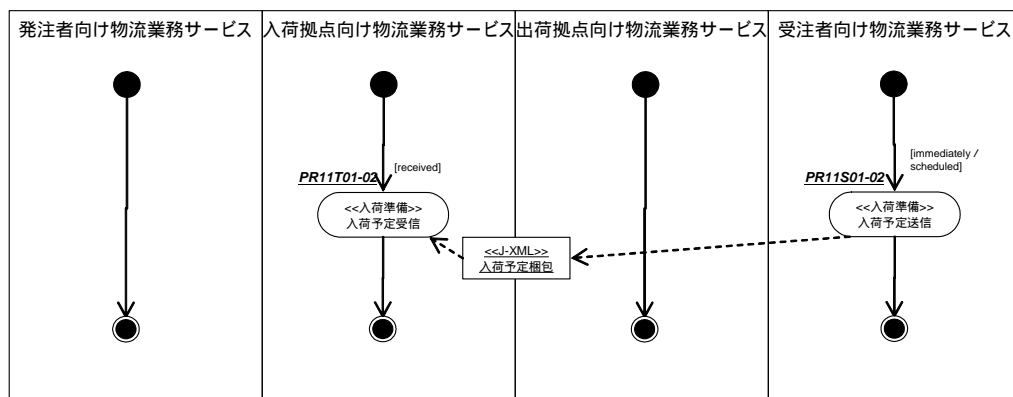 発注者向け物流業務サービス
入荷拠点向け物流業務サービス
出荷拠点向け物流業務サービス
受注者向け物流業務サービス
[received]
PR11T01-02
<<入荷準備>>
入荷予定受信
[immediately /
scheduled]
PR11S01-02
<<入荷準備>>
入荷予定送信
<<J-XML>>
入荷予定梱包